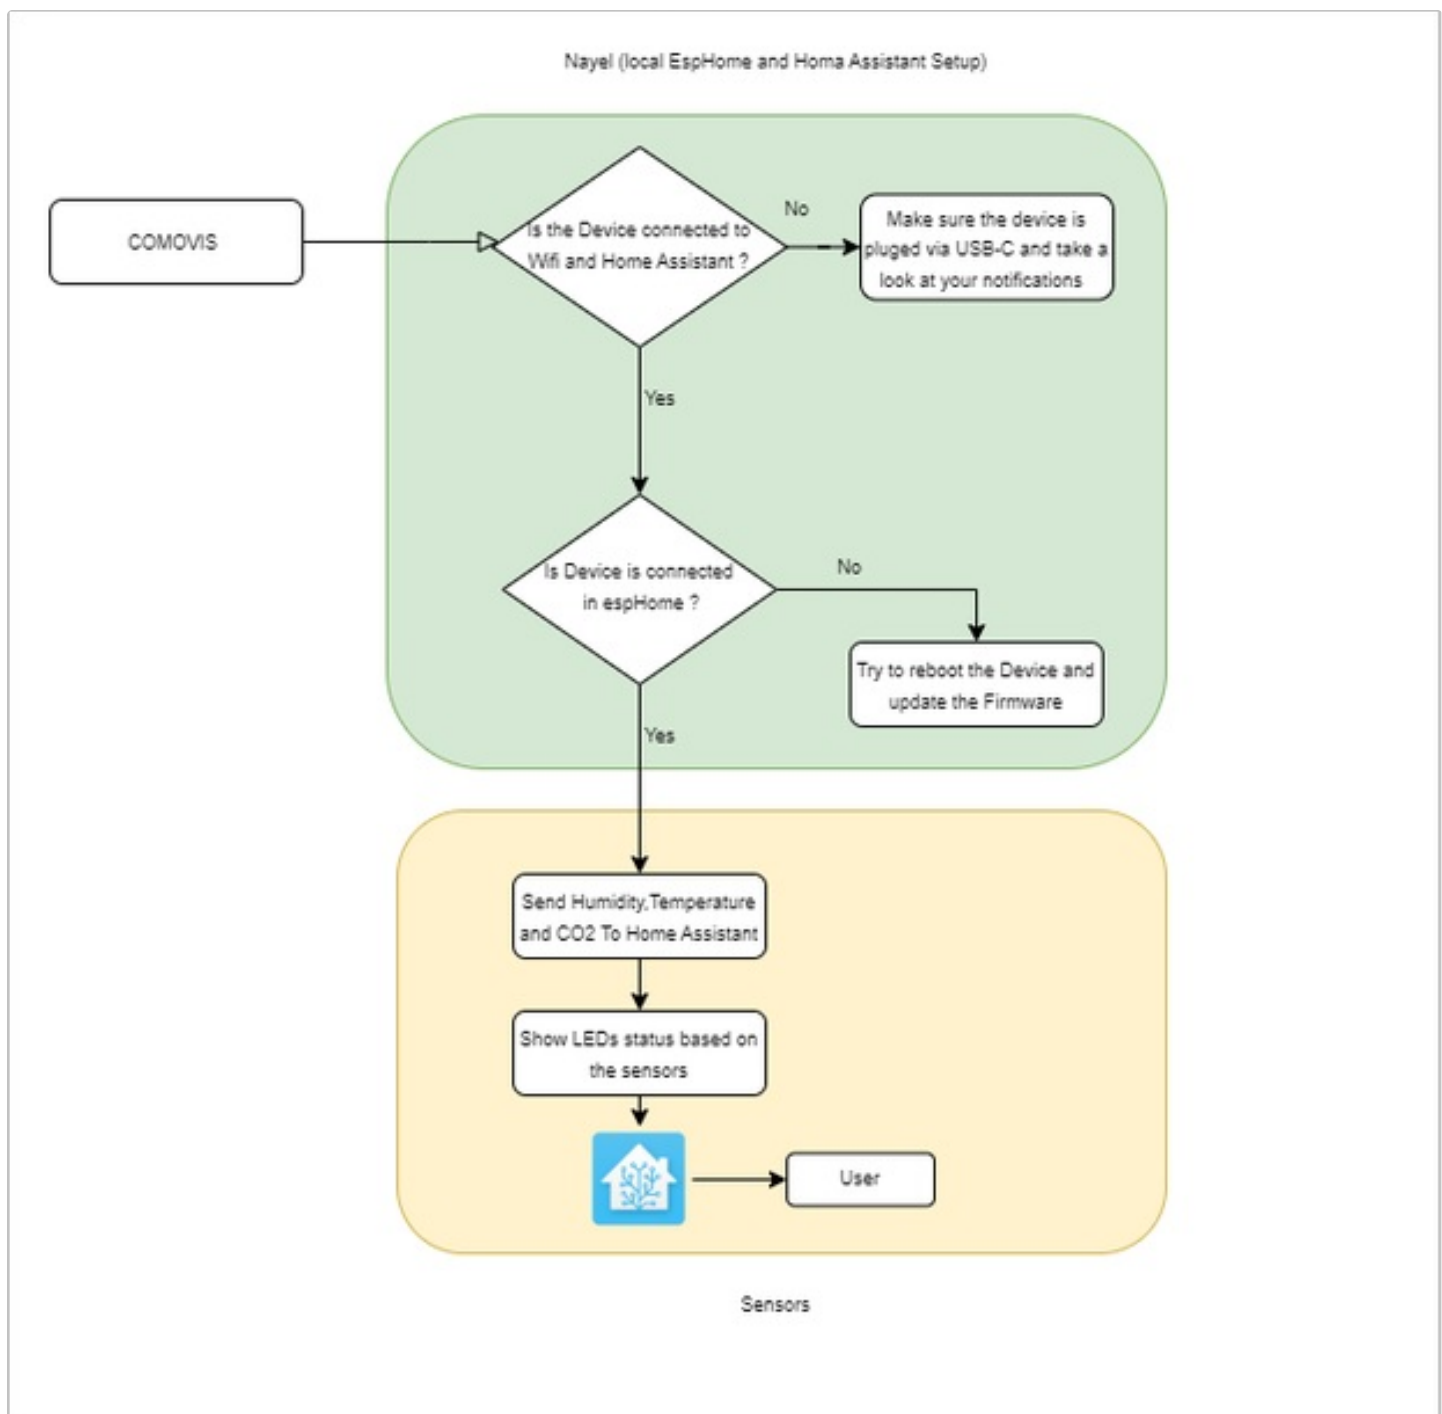 Nayel (local EspHome and Homa Assistant Setup)
COMOVIS
Is the Device connected to
Wifi and Home Assistant ?
No
Make sure the device is
pluged via USB-C and take a
look at your notifications
Yes
Is Device is connected
in espHome ?
No
Try to reboot the Device and
update the Firmware
Yes
Send Humidity,Temperature
and CO2 To Home Assistant
Show LEDs status based on
the sensors
User
Sensors